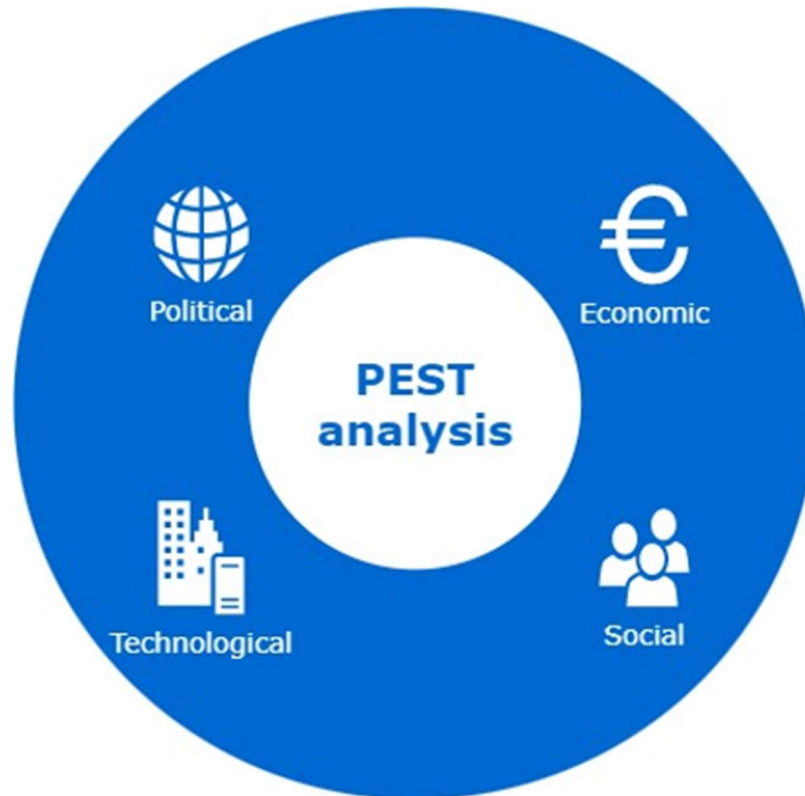 Political
Economic
PEST
analysis
Technological
Social